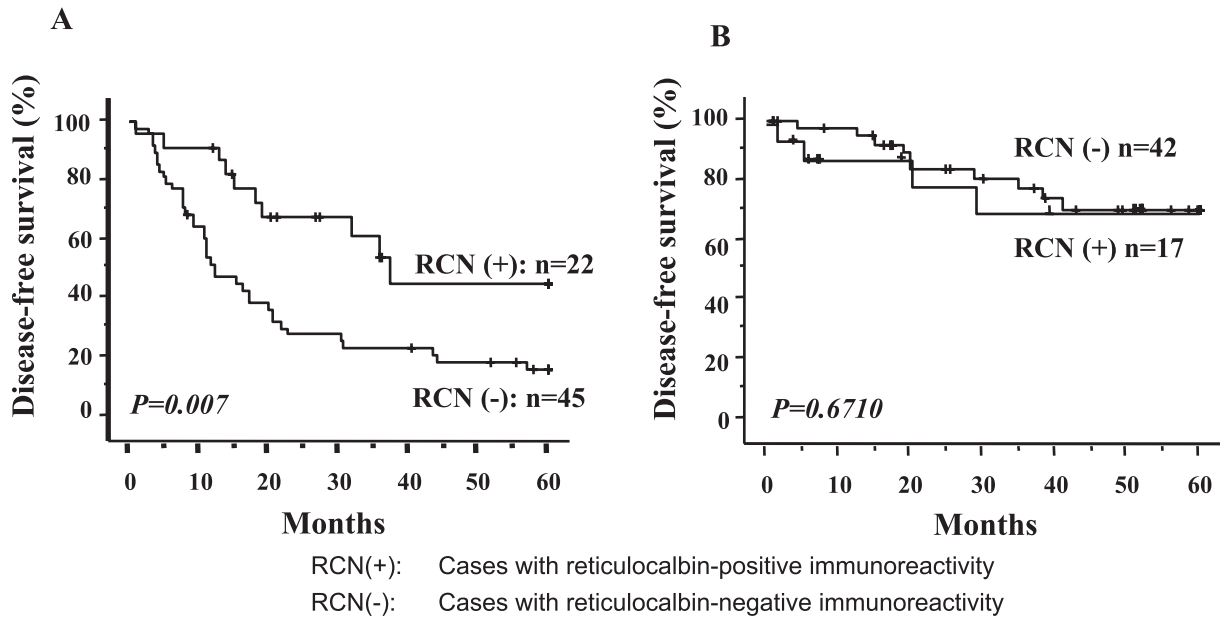 A
Disease-free survival (%)
100
80
60
40
20
0
RCN (+): n=22
RCN (-): n=45
P=0.007
0 10 20 30 40 50 60
Months
B
Disease-free survival (%)
100
80
60
40
20
0
RCN (-) n=42
RCN (+) n=17
P=0.6710
0 10 20 30 40 50 60
Months
RCN(+): Cases with reticulocalbin-positive immunoreactivity
RCN(-): Cases with reticulocalbin-negative immunoreactivity